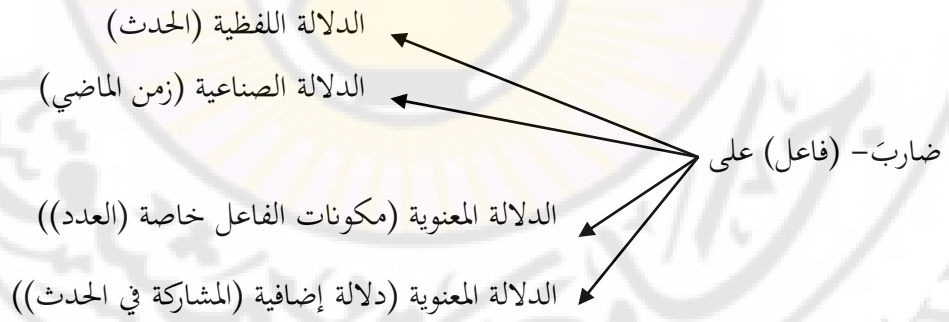 الدلالة اللفظية (الحدث)
الدلالة الصناعية (زمن الماضي)
ضاربَ– (فاعل) على
الدلالة المعنوية (مكونات الفاعل خاصة (العدد))
الدلالة المعنوية (دلالة إضافية (المشاركة في الحدث))